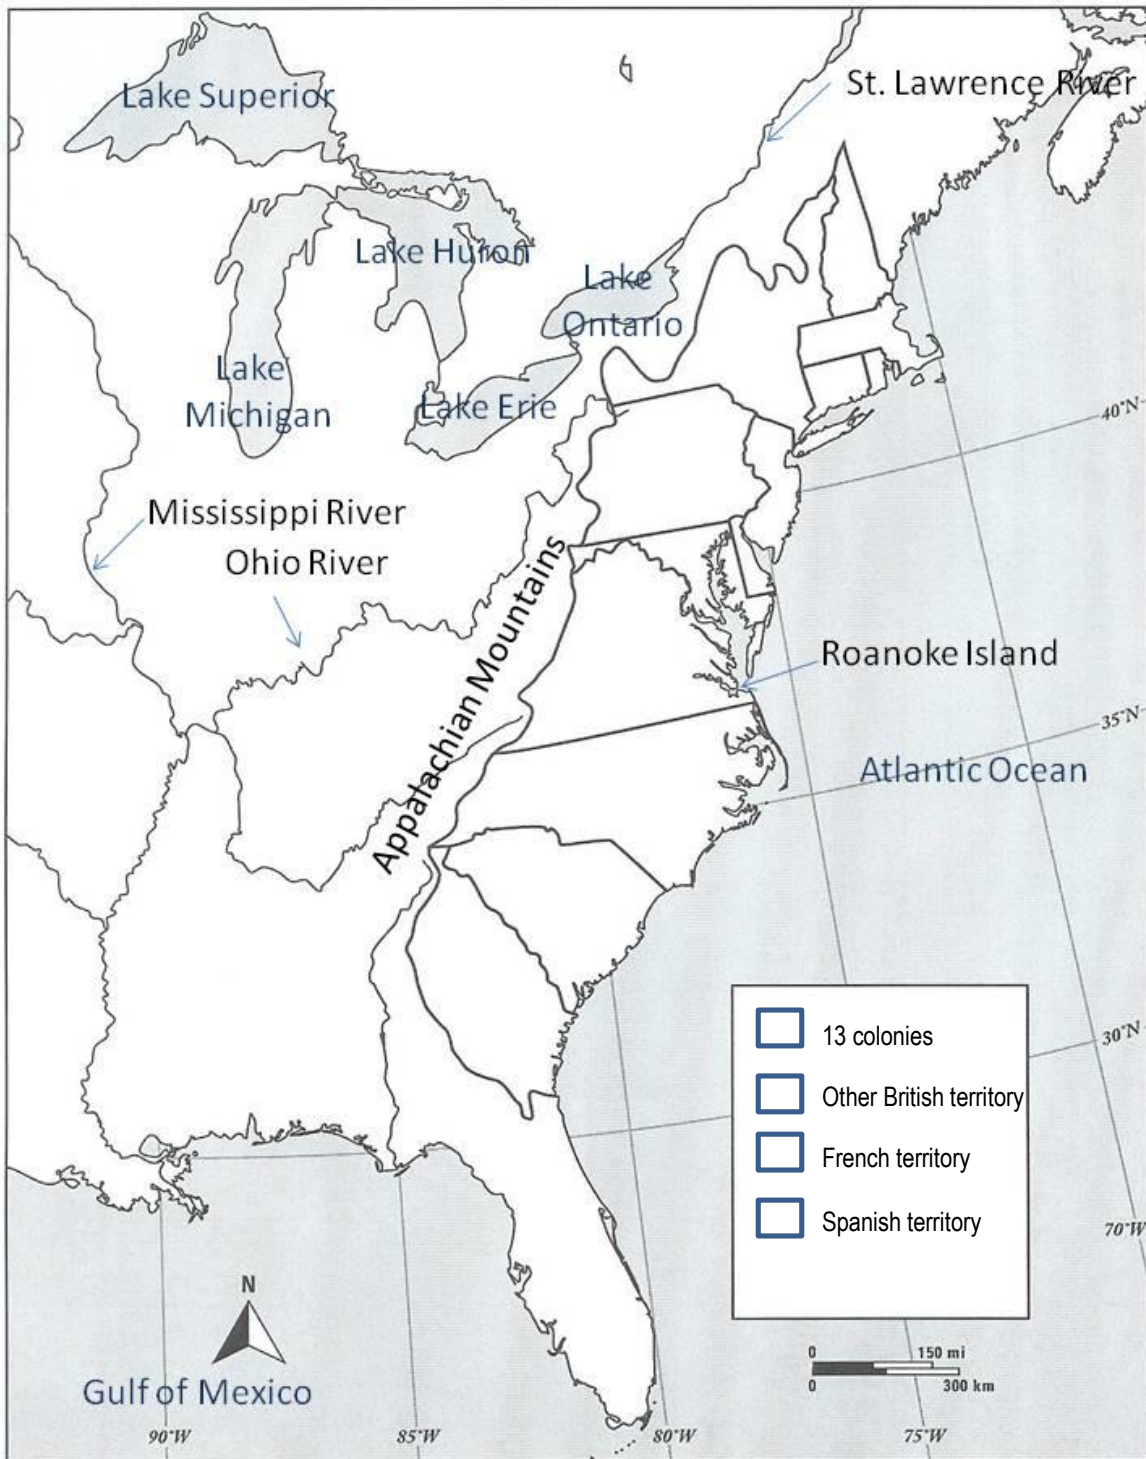 Lake Superior
St. Lawrence River
Lake Huron
Lake
Ontario
Lake
Michigan
Lake Erie
40°N
Mississippi River
Ohio River
Appalachian Mountains
Roanoke Island
35°N
Atlantic Ocean
13 colonies
30°N
Other British territory
French territory
Spanish territory
70°W
N
0 150 mi
0 300 km
Gulf of Mexico
90°W 85°W 80°W 75°W